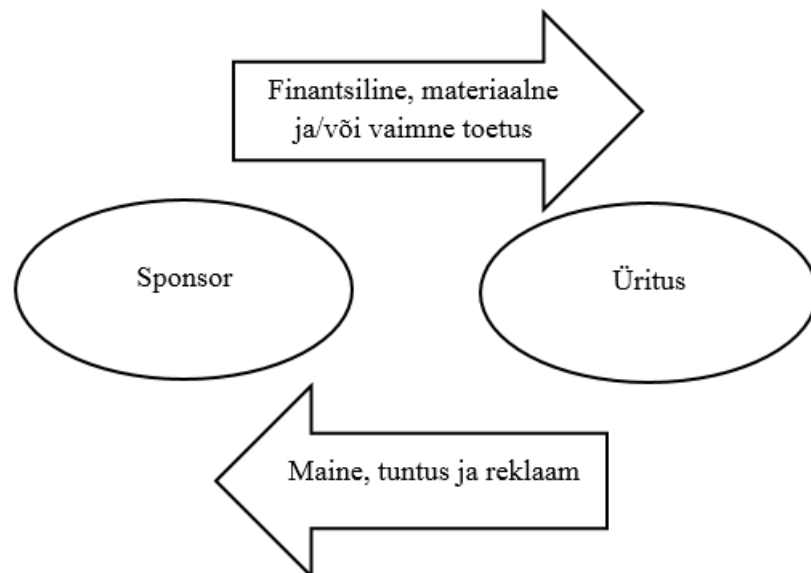 Finantsiline, materiaalne
ja/või vaimne toetus
Sponsor
Üritus
Maine, tuntus ja reklaam